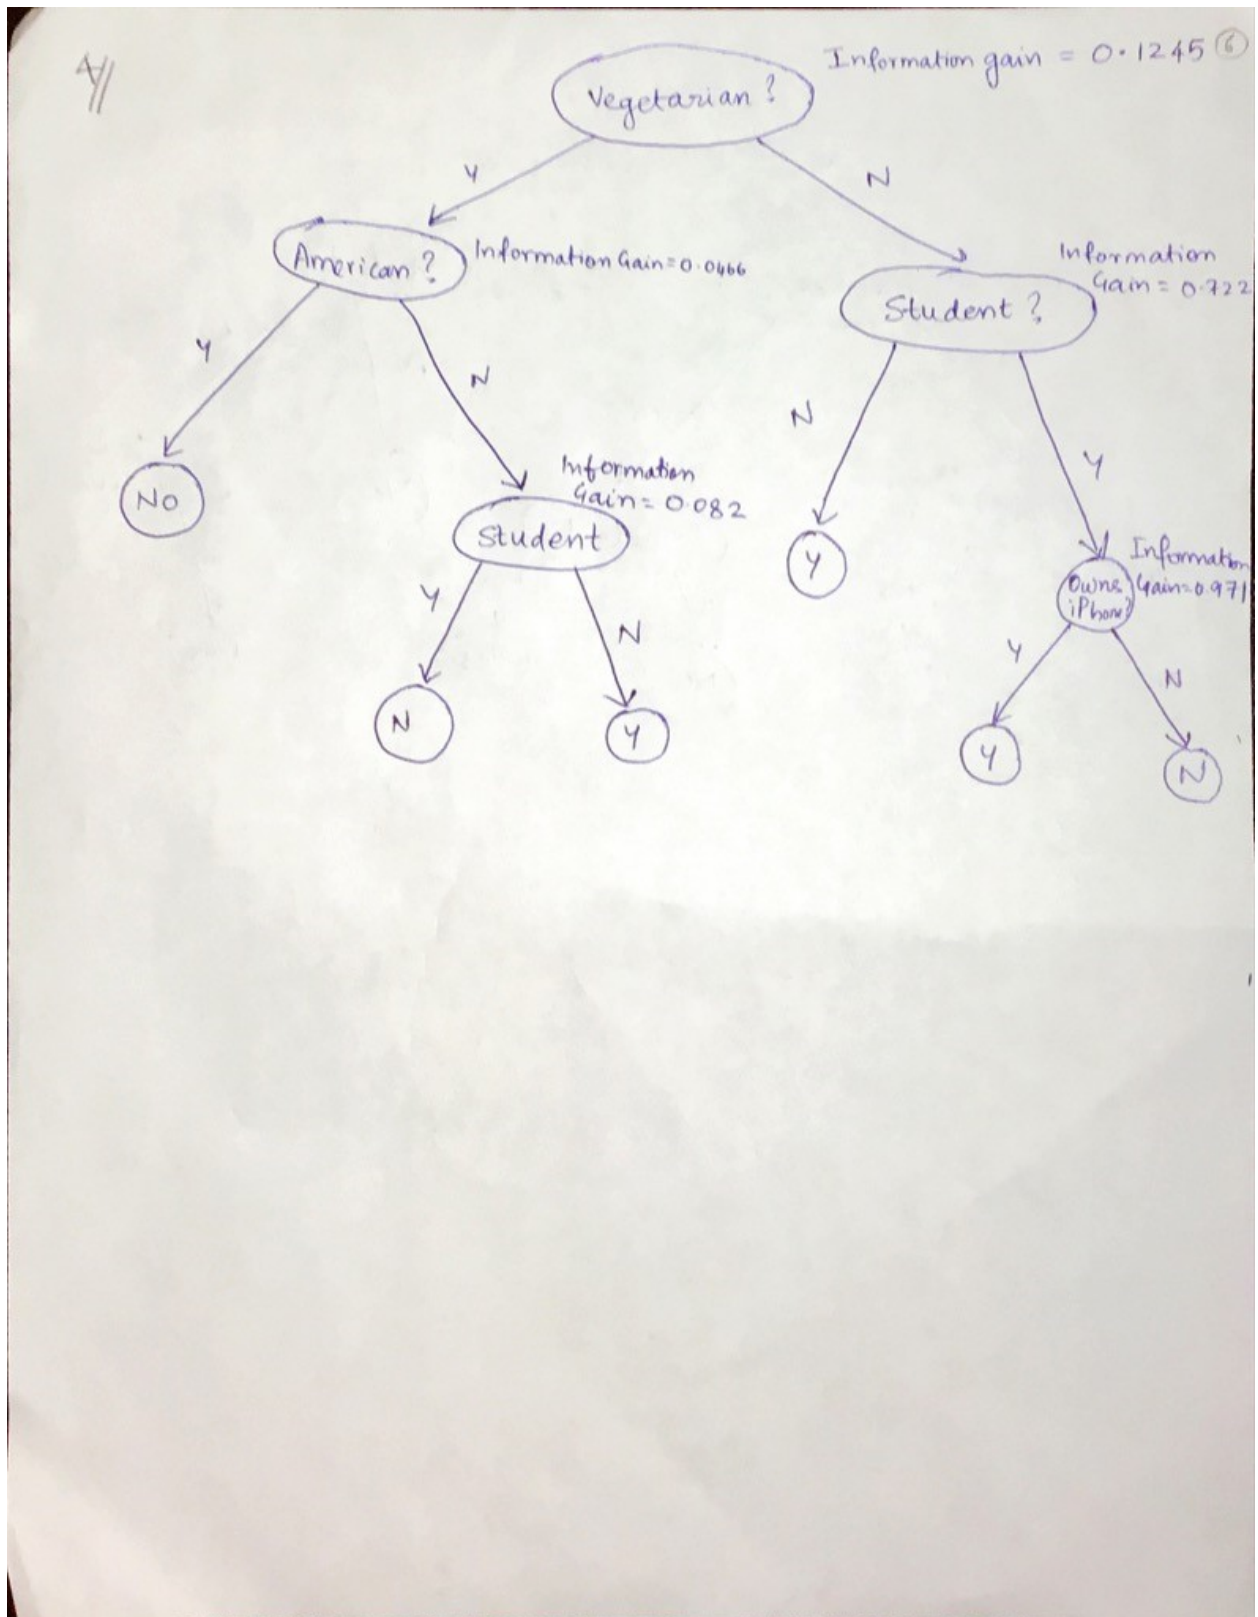 4
Information gain = 0.1245 6
Vegetarian ?
Y
N
American ?
Information Gain=0.0466
Information
Gain= 0.722
Student ?
Y
N
N
Y
No
Information
Gain= 0.082
Student
Y
Information
Gain=0.971
Owns
iPhone?
Y
N
Y
N
N
Y
Y
N